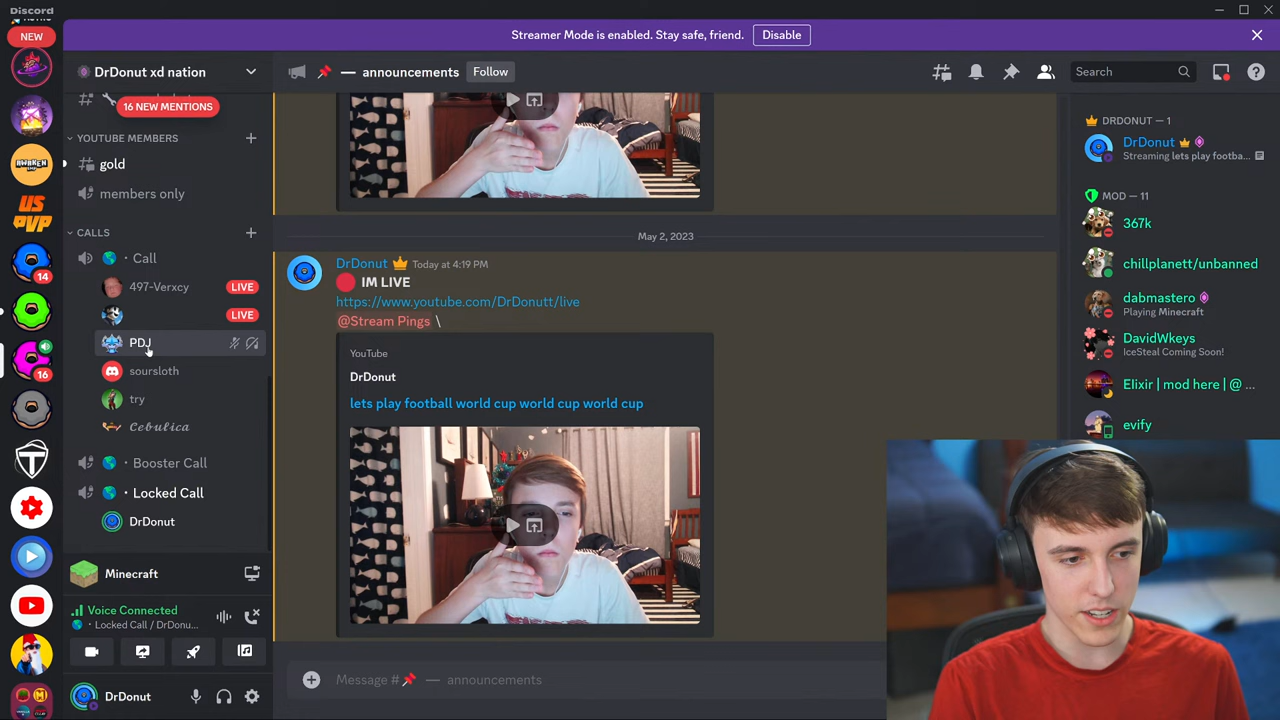 Discord
NEW
Streamer Mode is enabled. Stay safe, friend.
Disable
DrDonut xd nation
— announcements
Follow
Search
16 NEW MENTIONS
YOUTUBE MEMBERS
gold
members only
CALLS
· Call
497-Verxcy
LIVE
LIVE
PDJ
soursloth
try
𝓒𝓮𝓫𝓾𝓵𝓲𝓬𝓪
· Booster Call
· Locked Call
DrDonut
Minecraft
Voice Connected
· Locked Call / DrDonu...
DrDonut
AWAKEN
US
PVP
14
16
May 2, 2023
DrDonut
Today at 4:19 PM
IM LIVE
https://www.youtube.com/DrDonutt/live
@Stream Pings \
YouTube
DrDonut
lets play football world cup world cup world cup
Message # — announcements
DRDONUT — 1
DrDonut
Streaming lets play footba...
MOD — 11
367k
chillplanett/unbanned
dabmastero
Playing Minecraft
DavidWkeys
IceSteal Coming Soon!
Elixir | mod here | @ ...
evify